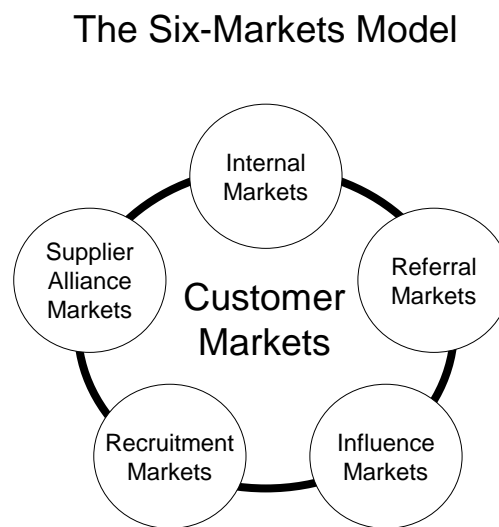 The Six-Markets Model
Internal
Markets
Supplier
Alliance
Markets
Referral
Markets
Customer
Markets
Recruitment
Markets
Influence
Markets